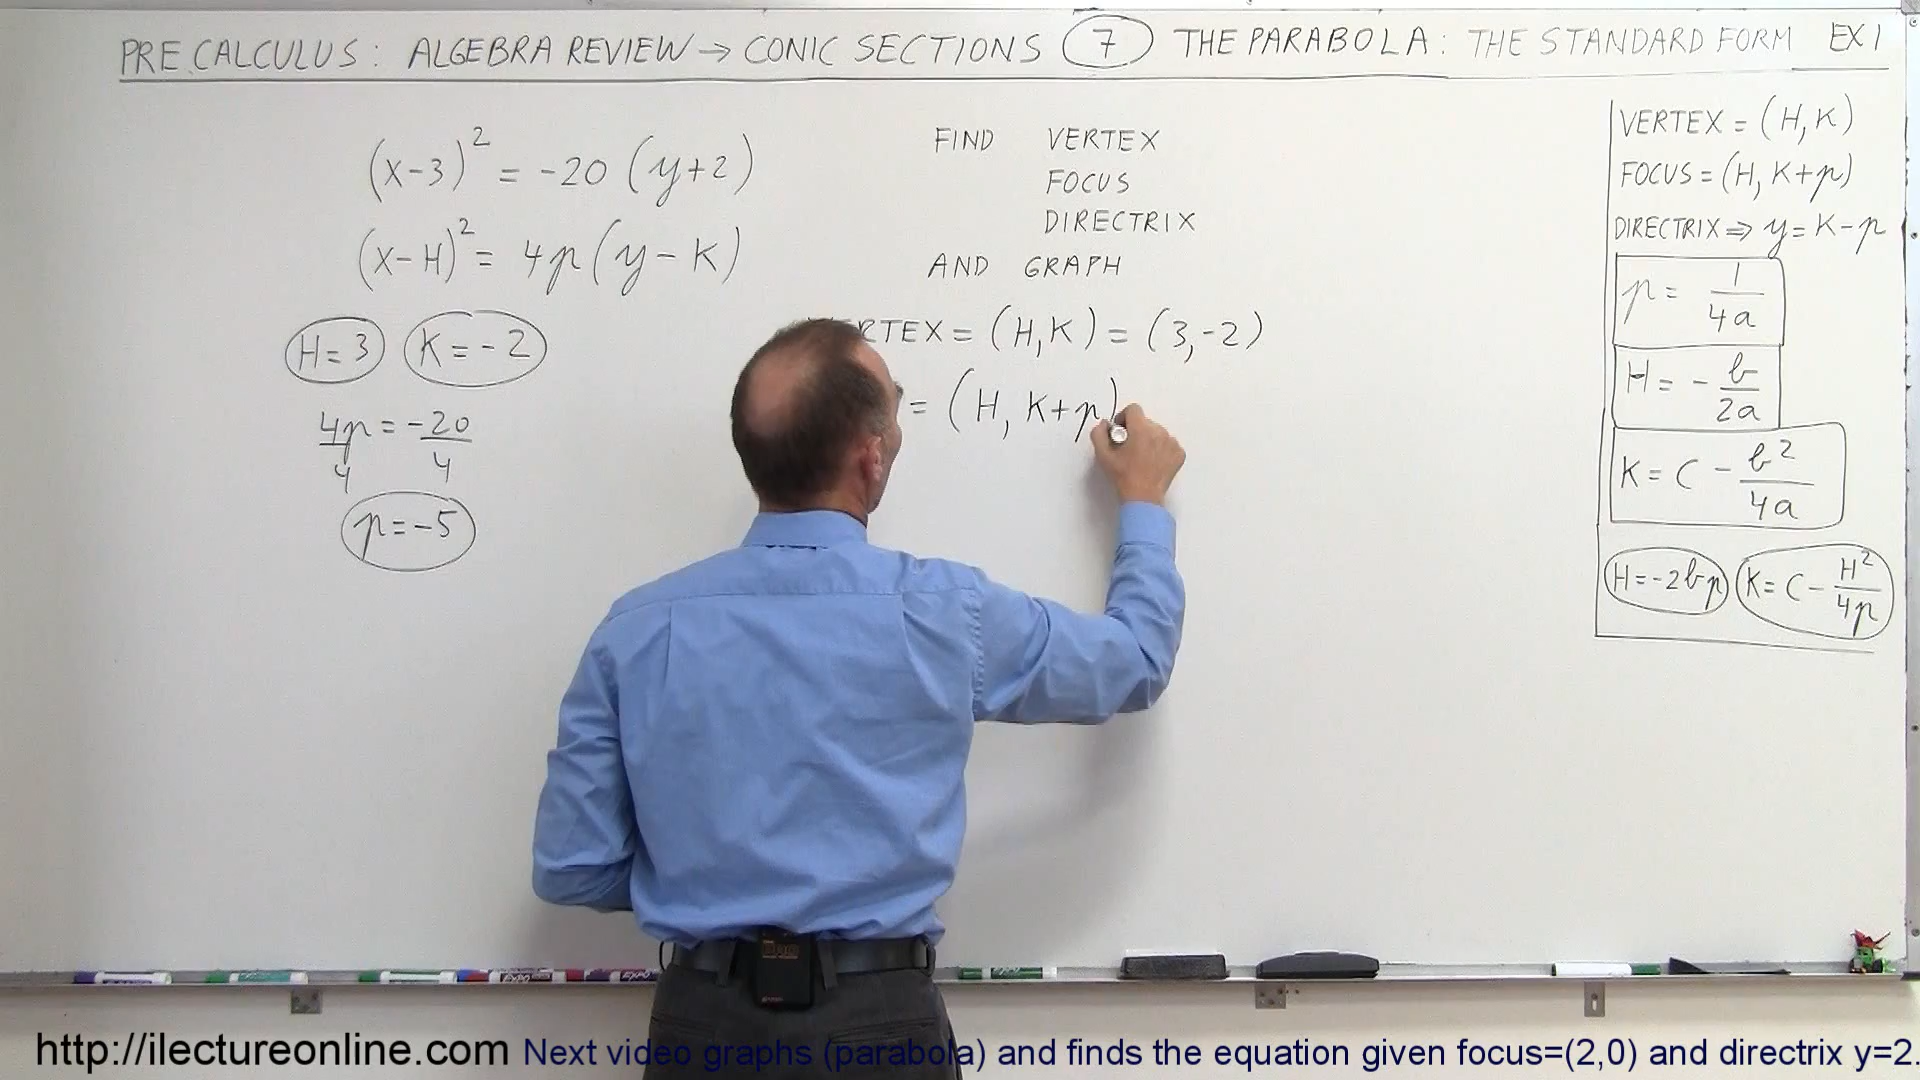 PRE CALCULUS: ALGEBRA REVIEW → CONIC SECTIONS 7 THE PARABOLA: THE STANDARD FORM EX 1
(x-3)² = -20 (y+2)
(x-H)² = 4p(y-K)
H=3 K=-2
4p/4 = -20/4
p=-5
FIND VERTEX
FOCUS
DIRECTRIX
AND GRAPH
RTEX = (H,K) = (3,-2)
= (H, K+p)
VERTEX = (H,K)
FOCUS = (H, K+p)
DIRECTRIX ⇒ y = K-p
p = 1/4a
H = - b/2a
K = C - b²/4a
H=-2bp K= C - H²/4p
EXPO
http://ilectureonline.com Next video graphs (parabola) and finds the equation given focus=(2,0) and directrix y=2.